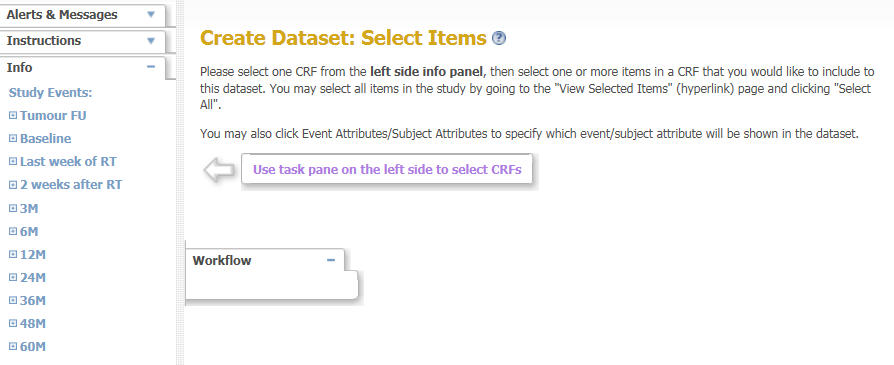 Alerts & Messages
Instructions
Info
Study Events:
Tumour FU
Baseline
Last week of RT
2 weeks after RT
3M
6M
12M
24M
36M
48M
60M
Create Dataset: Select Items ?
Please select one CRF from the left side info panel, then select one or more items in a CRF that you would like to include to
this dataset. You may select all items in the study by going to the "View Selected Items" (hyperlink) page and clicking "Select
All".
You may also click Event Attributes/Subject Attributes to specify which event/subject attribute will be shown in the dataset.
Use task pane on the left side to select CRFs
Workflow